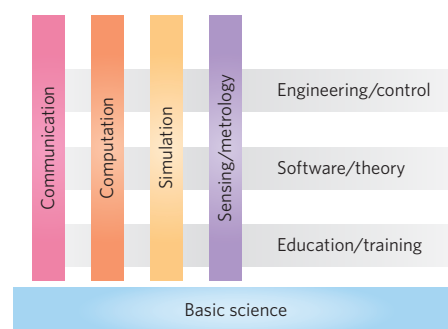 Communication
Computation
Simulation
Sensing/metrology
Engineering/control
Software/theory
Education/training
Basic science